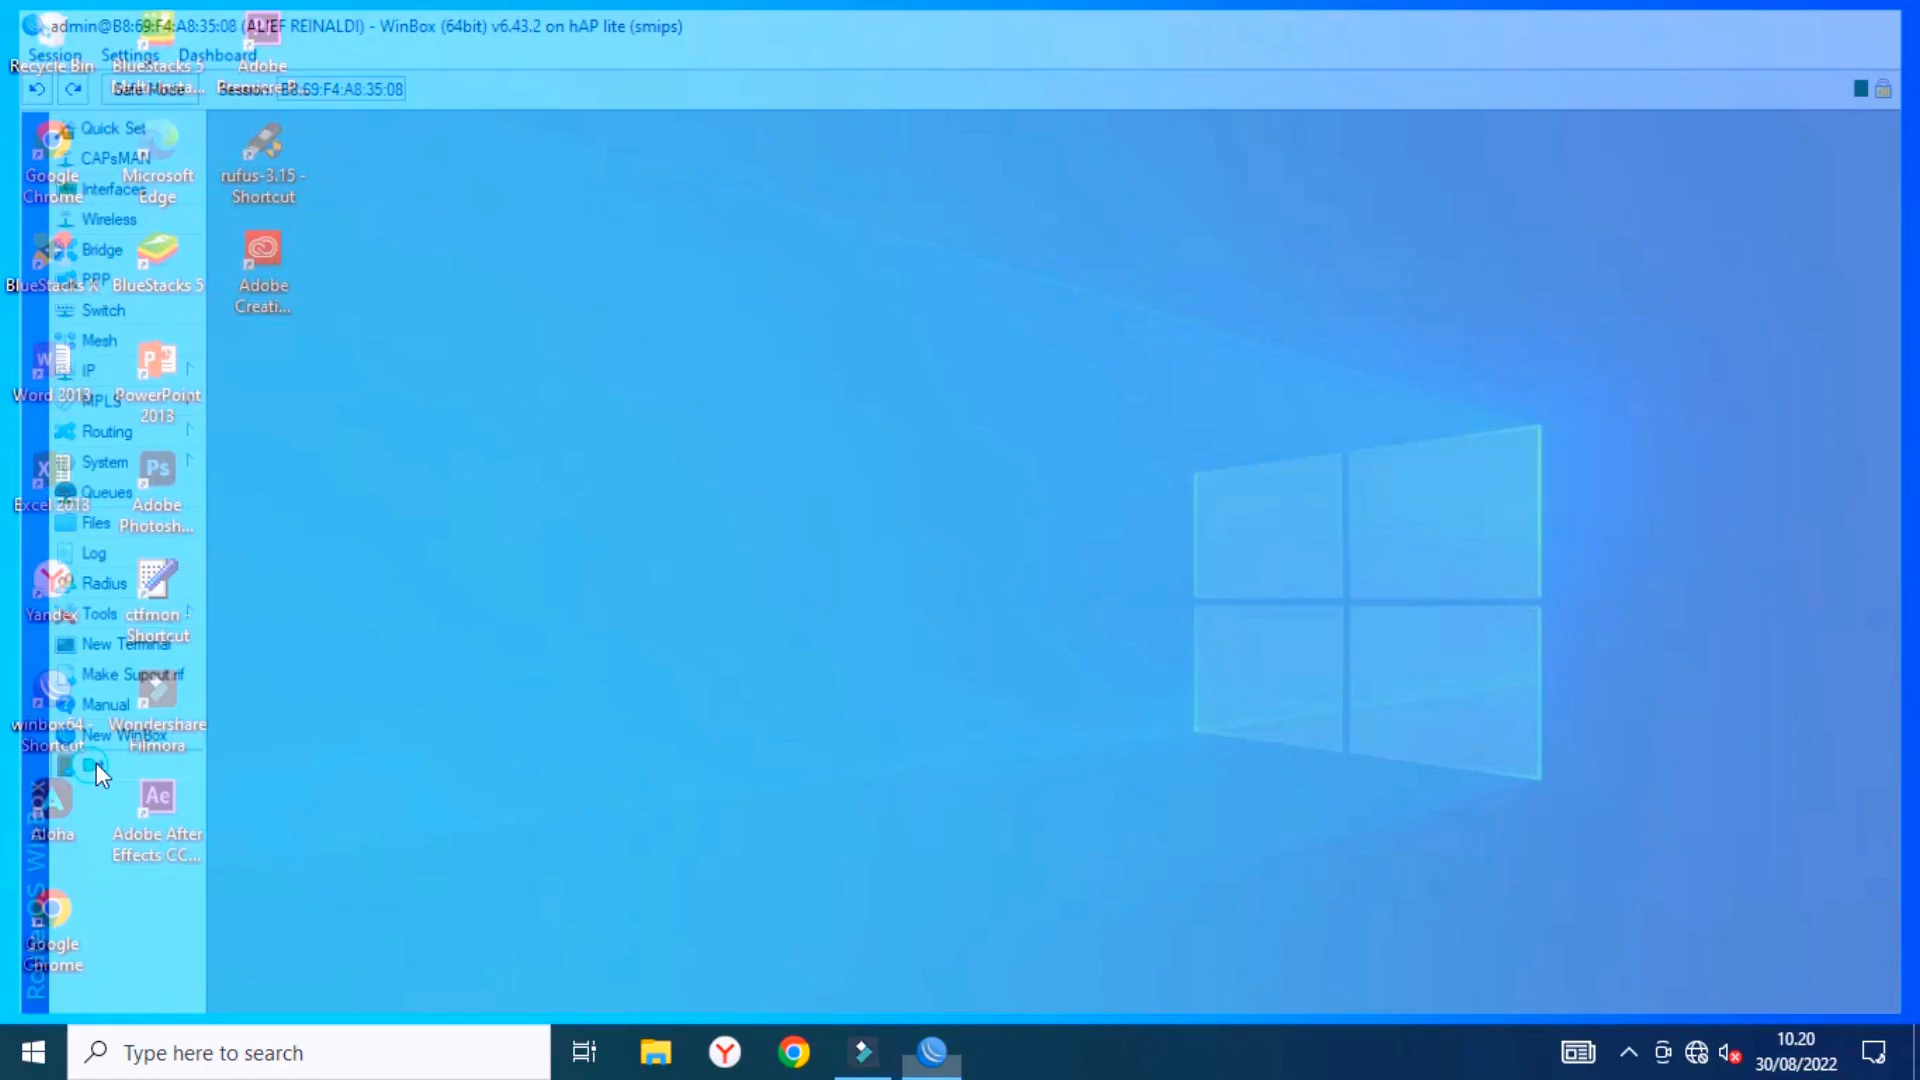 admin@B8:69:F4:A8:35:08 (ALIEF REINALDI) - WinBox (64bit) v6.43.2 on hAP lite (smips)
Session Settings Dashboard
Recycle Bin
BlueStacks 5
Adobe
Safe Mode
Session: B8:69:F4:A8:35:08
Quick Set
CAPsMAN
Interfaces
Wireless
Bridge
PPP
Switch
Mesh
IP
MPLS
Routing
System
Queues
Files
Log
Radius
Tools
New Terminal
Make Supout.rif
Manual
New WinBox
RouterOS WinBox
Google
Chrome
Microsoft
Edge
rufus-3.15 -
Shortcut
BlueStacks X
BlueStacks 5
Adobe
Creati...
Word 2013
PowerPoint
2013
Excel 2013
Adobe
Photosh...
Yandex
ctfmon -
Shortcut
winbox64 -
Shortcut
Wondershare
Filmora
Aloha
Adobe After
Effects CC...
Google
Chrome
Type here to search
10.20
30/08/2022